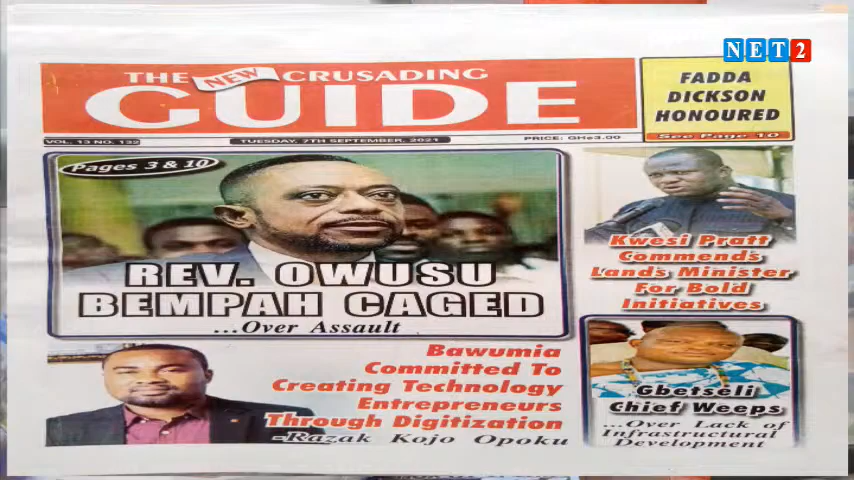 NET 2
THE NEW CRUSADING
GUIDE
VOL. 13 NO. 132
TUESDAY, 7TH SEPTEMBER, 2021
PRICE: GH¢3.00
FADDA
DICKSON
HONOURED
See Page 10
Pages 3 & 10
REV. OWUSU
BEMPAH CAGED
...Over Assault
Kwesi Pratt
Commends
Lands Minister
For Bold
Initiatives
Bawumia
Committed To
Creating Technology
Entrepreneurs
Through Digitization
-Razak Kojo Opoku
Gbetseli
Chief Weeps
...Over Lack of
Infrastructural
Development